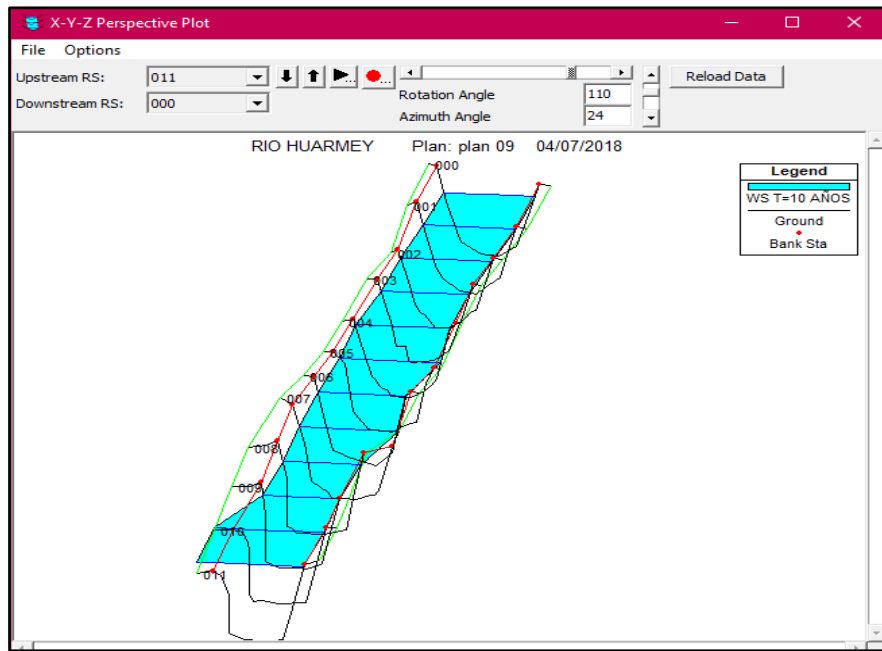 X-Y-Z Perspective Plot
File Options
Upstream RS: 011
Downstream RS: 000
Rotation Angle 110
Azimuth Angle 24
Reload Data
RIO HUARMEY Plan: plan 09 04/07/2018
Legend
WS T=10 AÑOS
Ground
Bank Sta
000
001
002
003
004
005
006
007
008
009
010
011